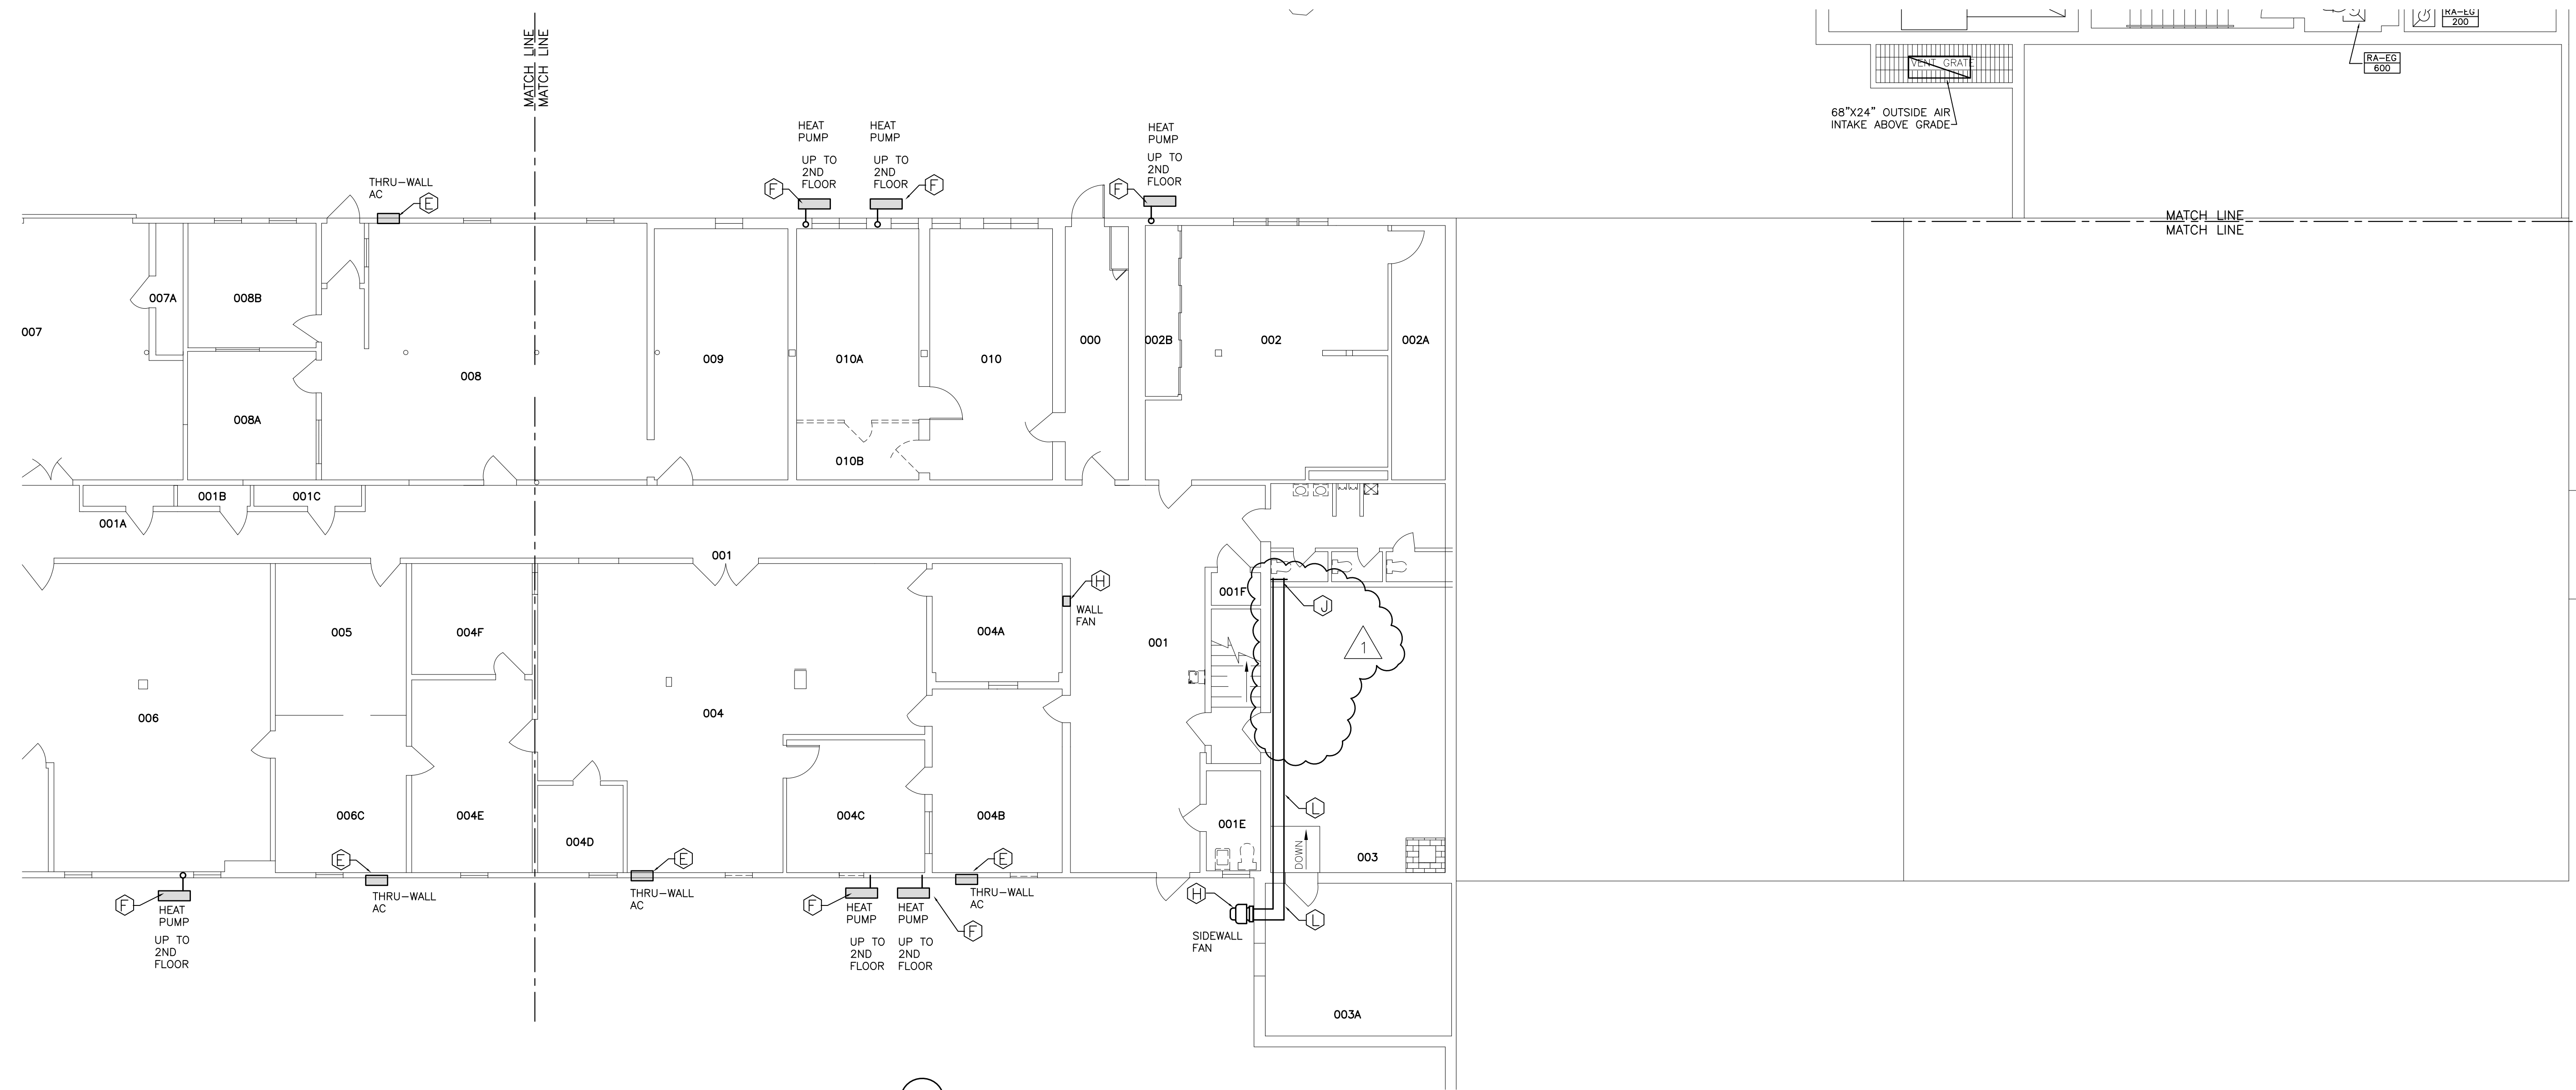 RA-EG
200
RA-EG
600
VENT GRATE
68"X24" OUTSIDE AIR
INTAKE ABOVE GRADE
MATCH LINE
MATCH LINE
MATCH LINE
MATCH LINE
HEAT
PUMP
UP TO
2ND
FLOOR
F
HEAT
PUMP
UP TO
2ND
FLOOR
F
HEAT
PUMP
UP TO
2ND
FLOOR
F
THRU-WALL
AC
E
007
007A
008B
008A
008
009
010A
010
010B
000
002B
002
002A
001A
001B
001C
001
H
WALL
FAN
005
004F
004A
001
001F
J
1
006
004
006C
004E
004D
004C
004B
001E
L
DOWN
003
E
THRU-WALL
AC
E
THRU-WALL
AC
E
THRU-WALL
AC
F
HEAT
PUMP
UP TO
2ND
FLOOR
F
HEAT
PUMP
UP TO
2ND
FLOOR
HEAT
PUMP
UP TO
2ND
FLOOR
F
H
SIDEWALL
FAN
L
003A